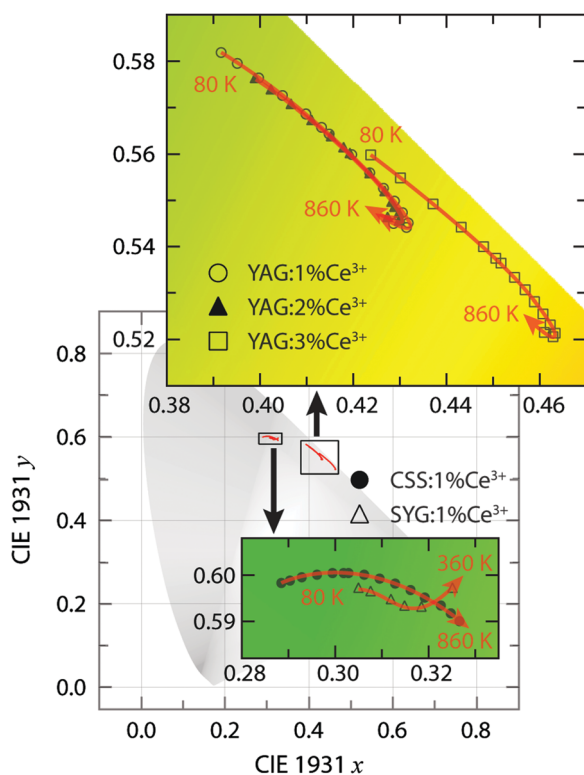 0.58
0.56
0.54
0.52
80 K
80 K
860 K
860 K
YAG:1%Ce³⁺
YAG:2%Ce³⁺
YAG:3%Ce³⁺
0.38 0.40 0.42 0.44 0.46
0.8
0.6
0.4
0.2
0.0
CIE 1931 y
CSS:1%Ce³⁺
SYG:1%Ce³⁺
0.60
0.59
80 K
360 K
860 K
0.28 0.30 0.32
0.0 0.2 0.4 0.6 0.8
CIE 1931 x